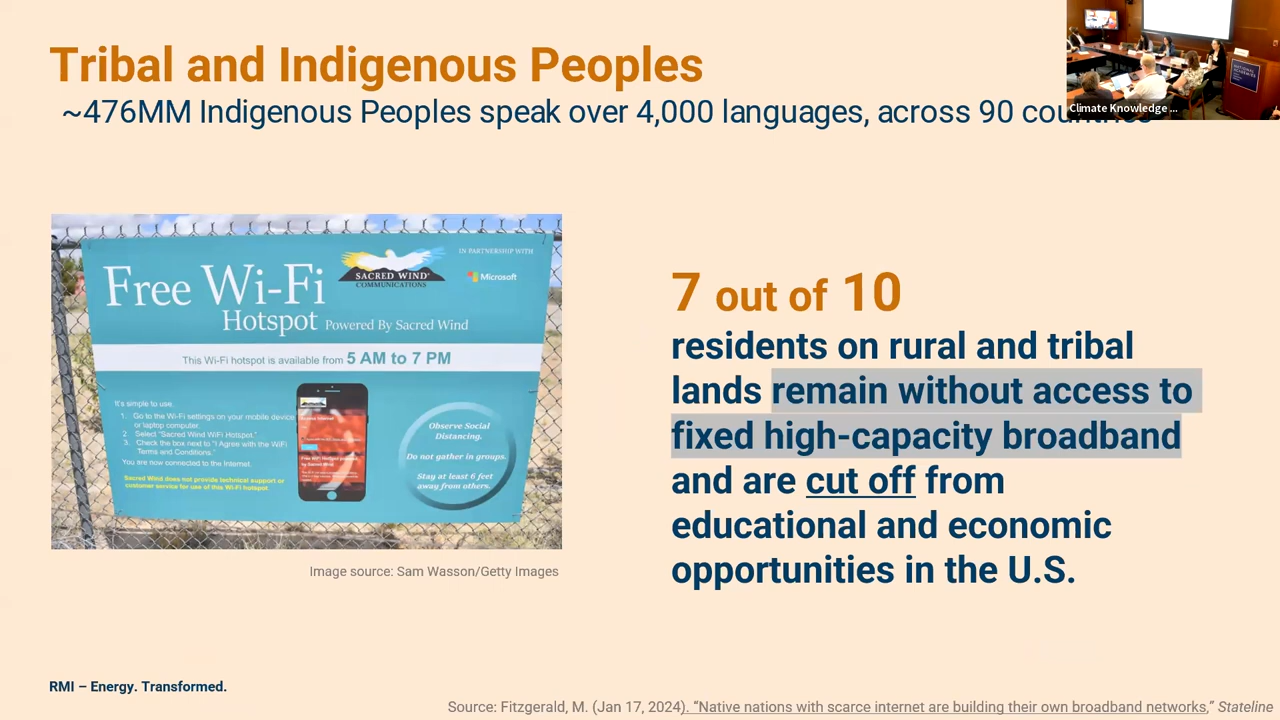 Tribal and Indigenous Peoples
~476MM Indigenous Peoples speak over 4,000 languages, across 90 countries
Climate Knowledge ...
Free Wi-Fi
Hotspot Powered By Sacred Wind
SACRED WIND
COMMUNICATIONS
IN PARTNERSHIP WITH
Microsoft
This Wi-Fi hotspot is available from 5 AM to 7 PM
It's simple to use.
1. Go to the Wi-Fi settings on your mobile device
or laptop computer.
2. Select "Sacred Wind WiFi Hotspot."
3. Check the box next to "I Agree with the WiFi
Terms and Conditions."
You are now connected to the Internet.
Sacred Wind does not provide technical support or
customer service for use of this Wi-Fi hotspot.
Observe Social
Distancing.
Do not gather in groups.
Stay at least 6 feet
away from others.
Image source: Sam Wasson/Getty Images
7 out of 10
residents on rural and tribal
lands remain without access to
fixed high-capacity broadband
and are cut off from
educational and economic
opportunities in the U.S.
RMI – Energy. Transformed.
Source: Fitzgerald, M. (Jan 17, 2024). “Native nations with scarce internet are building their own broadband networks,” Stateline